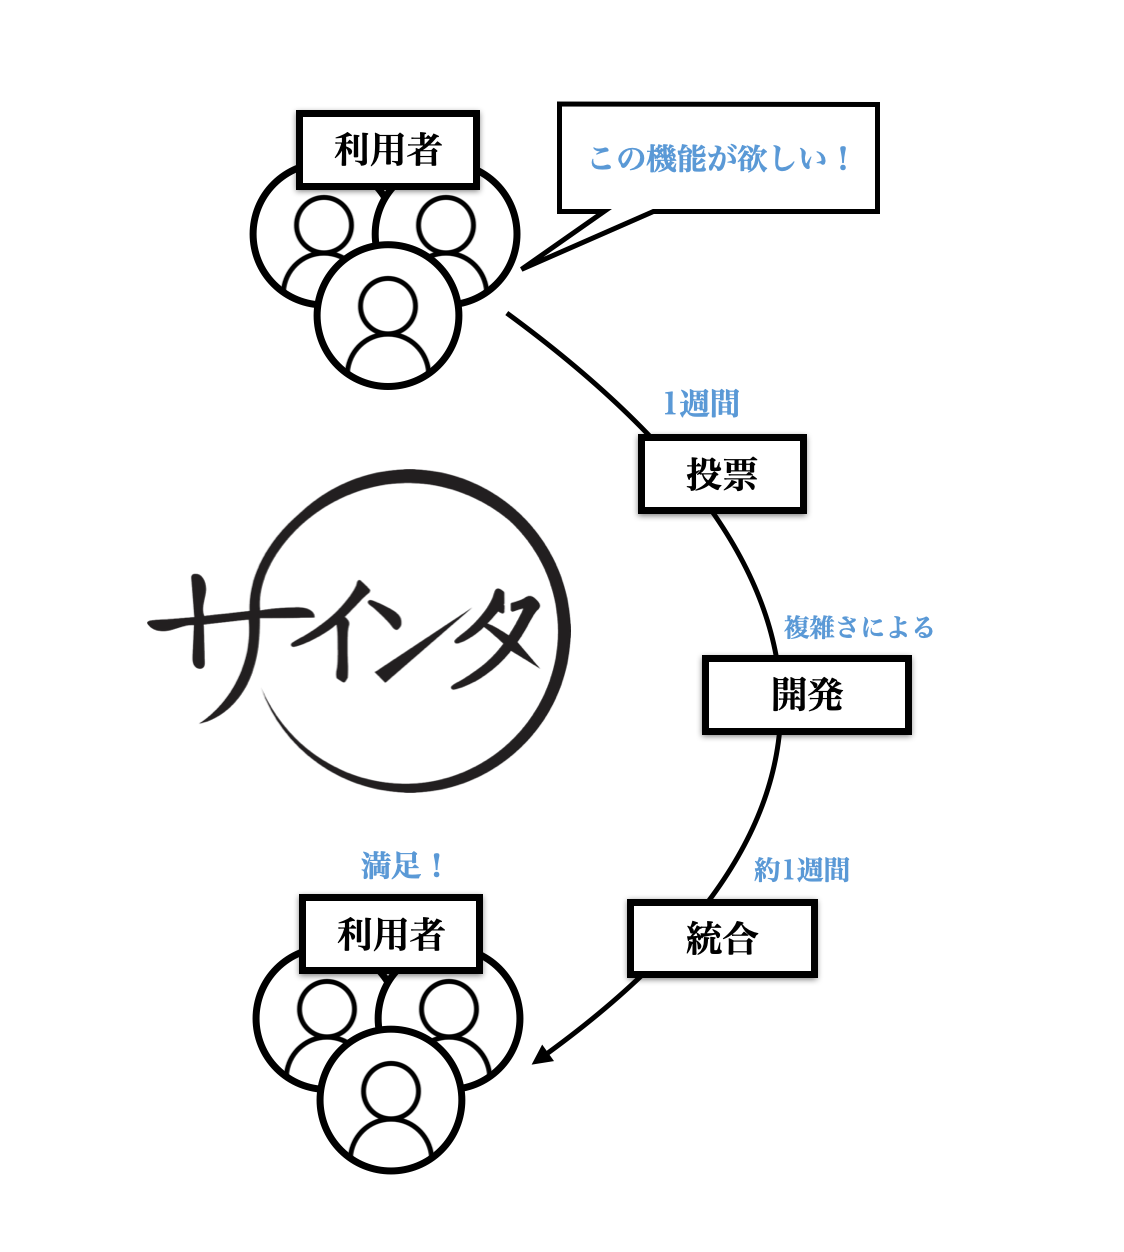 利用者
この機能が欲しい！
1週間
投票
複雑さによる
開発
サインタ
約1週間
統合
満足！
利用者